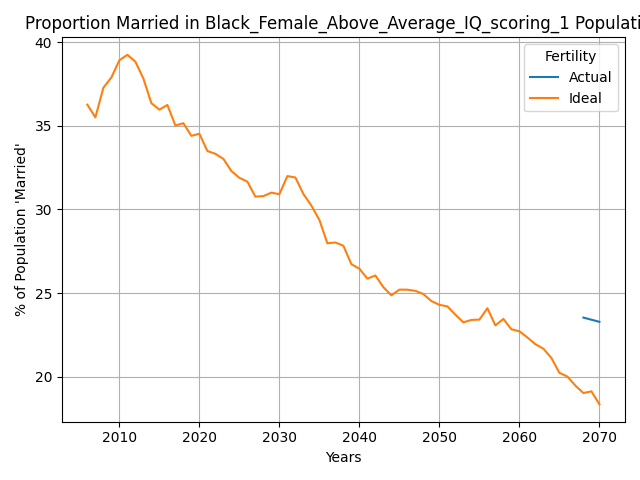 Proportion Married in Black_Female_Above_Average_IQ_scoring_1 Populati
40
35
30
25
20
% of Population 'Married'
Fertility
Actual
Ideal
2010 2020 2030 2040 2050 2060 2070
Years